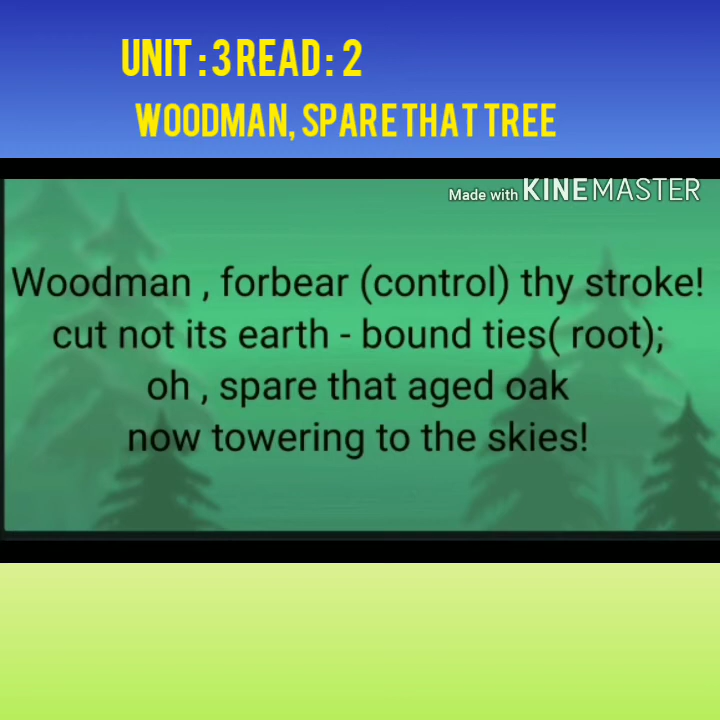 UNIT : 3 READ : 2
WOODMAN, SPARE THAT TREE
Made with KINEMASTER
Woodman , forbear (control) thy stroke!
cut not its earth - bound ties( root);
oh , spare that aged oak
now towering to the skies!